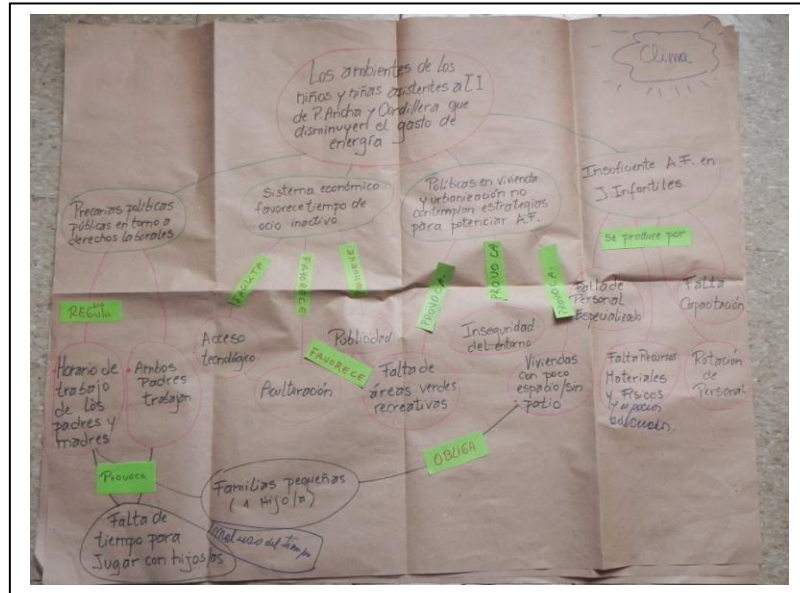 Los ambientes de los
niños y niñas asistentes a JI
de P. Ancha y Cordillera que
disminuyen el gasto de
energía
Clima
Precarias políticas
públicas en torno a
derechos laborales
Sistema económico
favorece tiempo de
ocio inactivo
Políticas en vivienda
y urbanización no
contemplan estrategias
para potenciar A.F.
Insuficiente A.F. en
J. Infantiles.
se produce por
NO
REGULA
FACILITA
FAVORECE
PROVOCA
PROVOCA
PROVOCA
Falta de
Personal
Especializado
Falta
Capacitación
Horario de
trabajo
de los
padres y
madres
Ambos
Padres
trabajan
Acceso
tecnológico
Aculturación
Publicidad
FAVORECE
Falta de
áreas verdes
recreativas
Inseguridad
del entorno
Viviendas
con poco
espacio/sin
patio
Falta Recursos
Materiales
y Físicos
y espacios
Rotación
de
Personal
PROVOCA
OBLIGA
Familias pequeñas
(1 Hijo/a)
Falta de
tiempo para
Jugar con hijos/as
Mal uso del tiempo